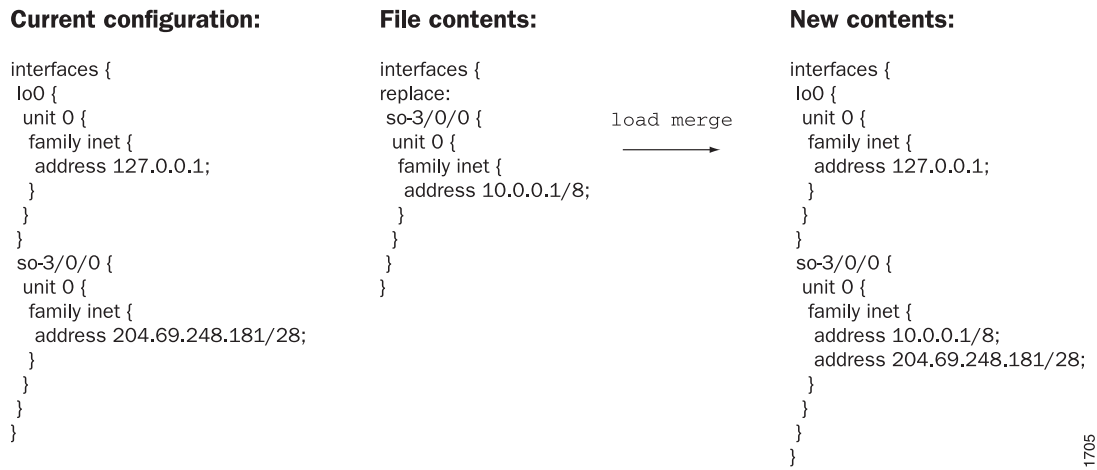 Current configuration:
interfaces {
lo0 {
unit 0 {
family inet {
address 127.0.0.1;
}
}
}
so-3/0/0 {
unit 0 {
family inet {
address 204.69.248.181/28;
}
}
}
}
File contents:
interfaces {
replace:
so-3/0/0 {
unit 0 {
family inet {
address 10.0.0.1/8;
}
}
}
}
load merge
New contents:
interfaces {
lo0 {
unit 0 {
family inet {
address 127.0.0.1;
}
}
}
so-3/0/0 {
unit 0 {
family inet {
address 10.0.0.1/8;
address 204.69.248.181/28;
}
}
}
}
1705